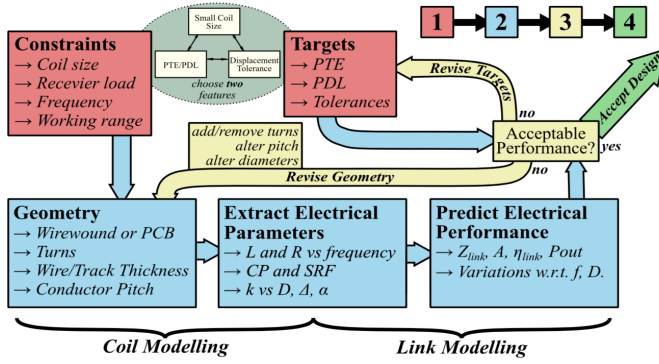 Constraints
→ Coil size
→ Recevier load
→ Frequency
→ Working range
Small Coil
Size
PTE/PDL
Displacement
Tolerance
choose two
features
Targets
→ PTE
→ PDL
→ Tolerances
1
2
3
4
Revise Targets
no
Accept Design
Acceptable
Performance?
yes
no
add/remove turns
alter pitch
alter diameters
Revise Geometry
Geometry
→ Wirewound or PCB
→ Turns
→ Wire/Track Thickness
→ Conductor Pitch
Extract Electrical
Parameters
→ L and R vs frequency
→ CP and SRF
→ k vs D, Δ, α
Predict Electrical
Performance
→ Zlink, A, ηlink, Pout
→ Variations w.r.t. f, D.
Coil Modelling
Link Modelling